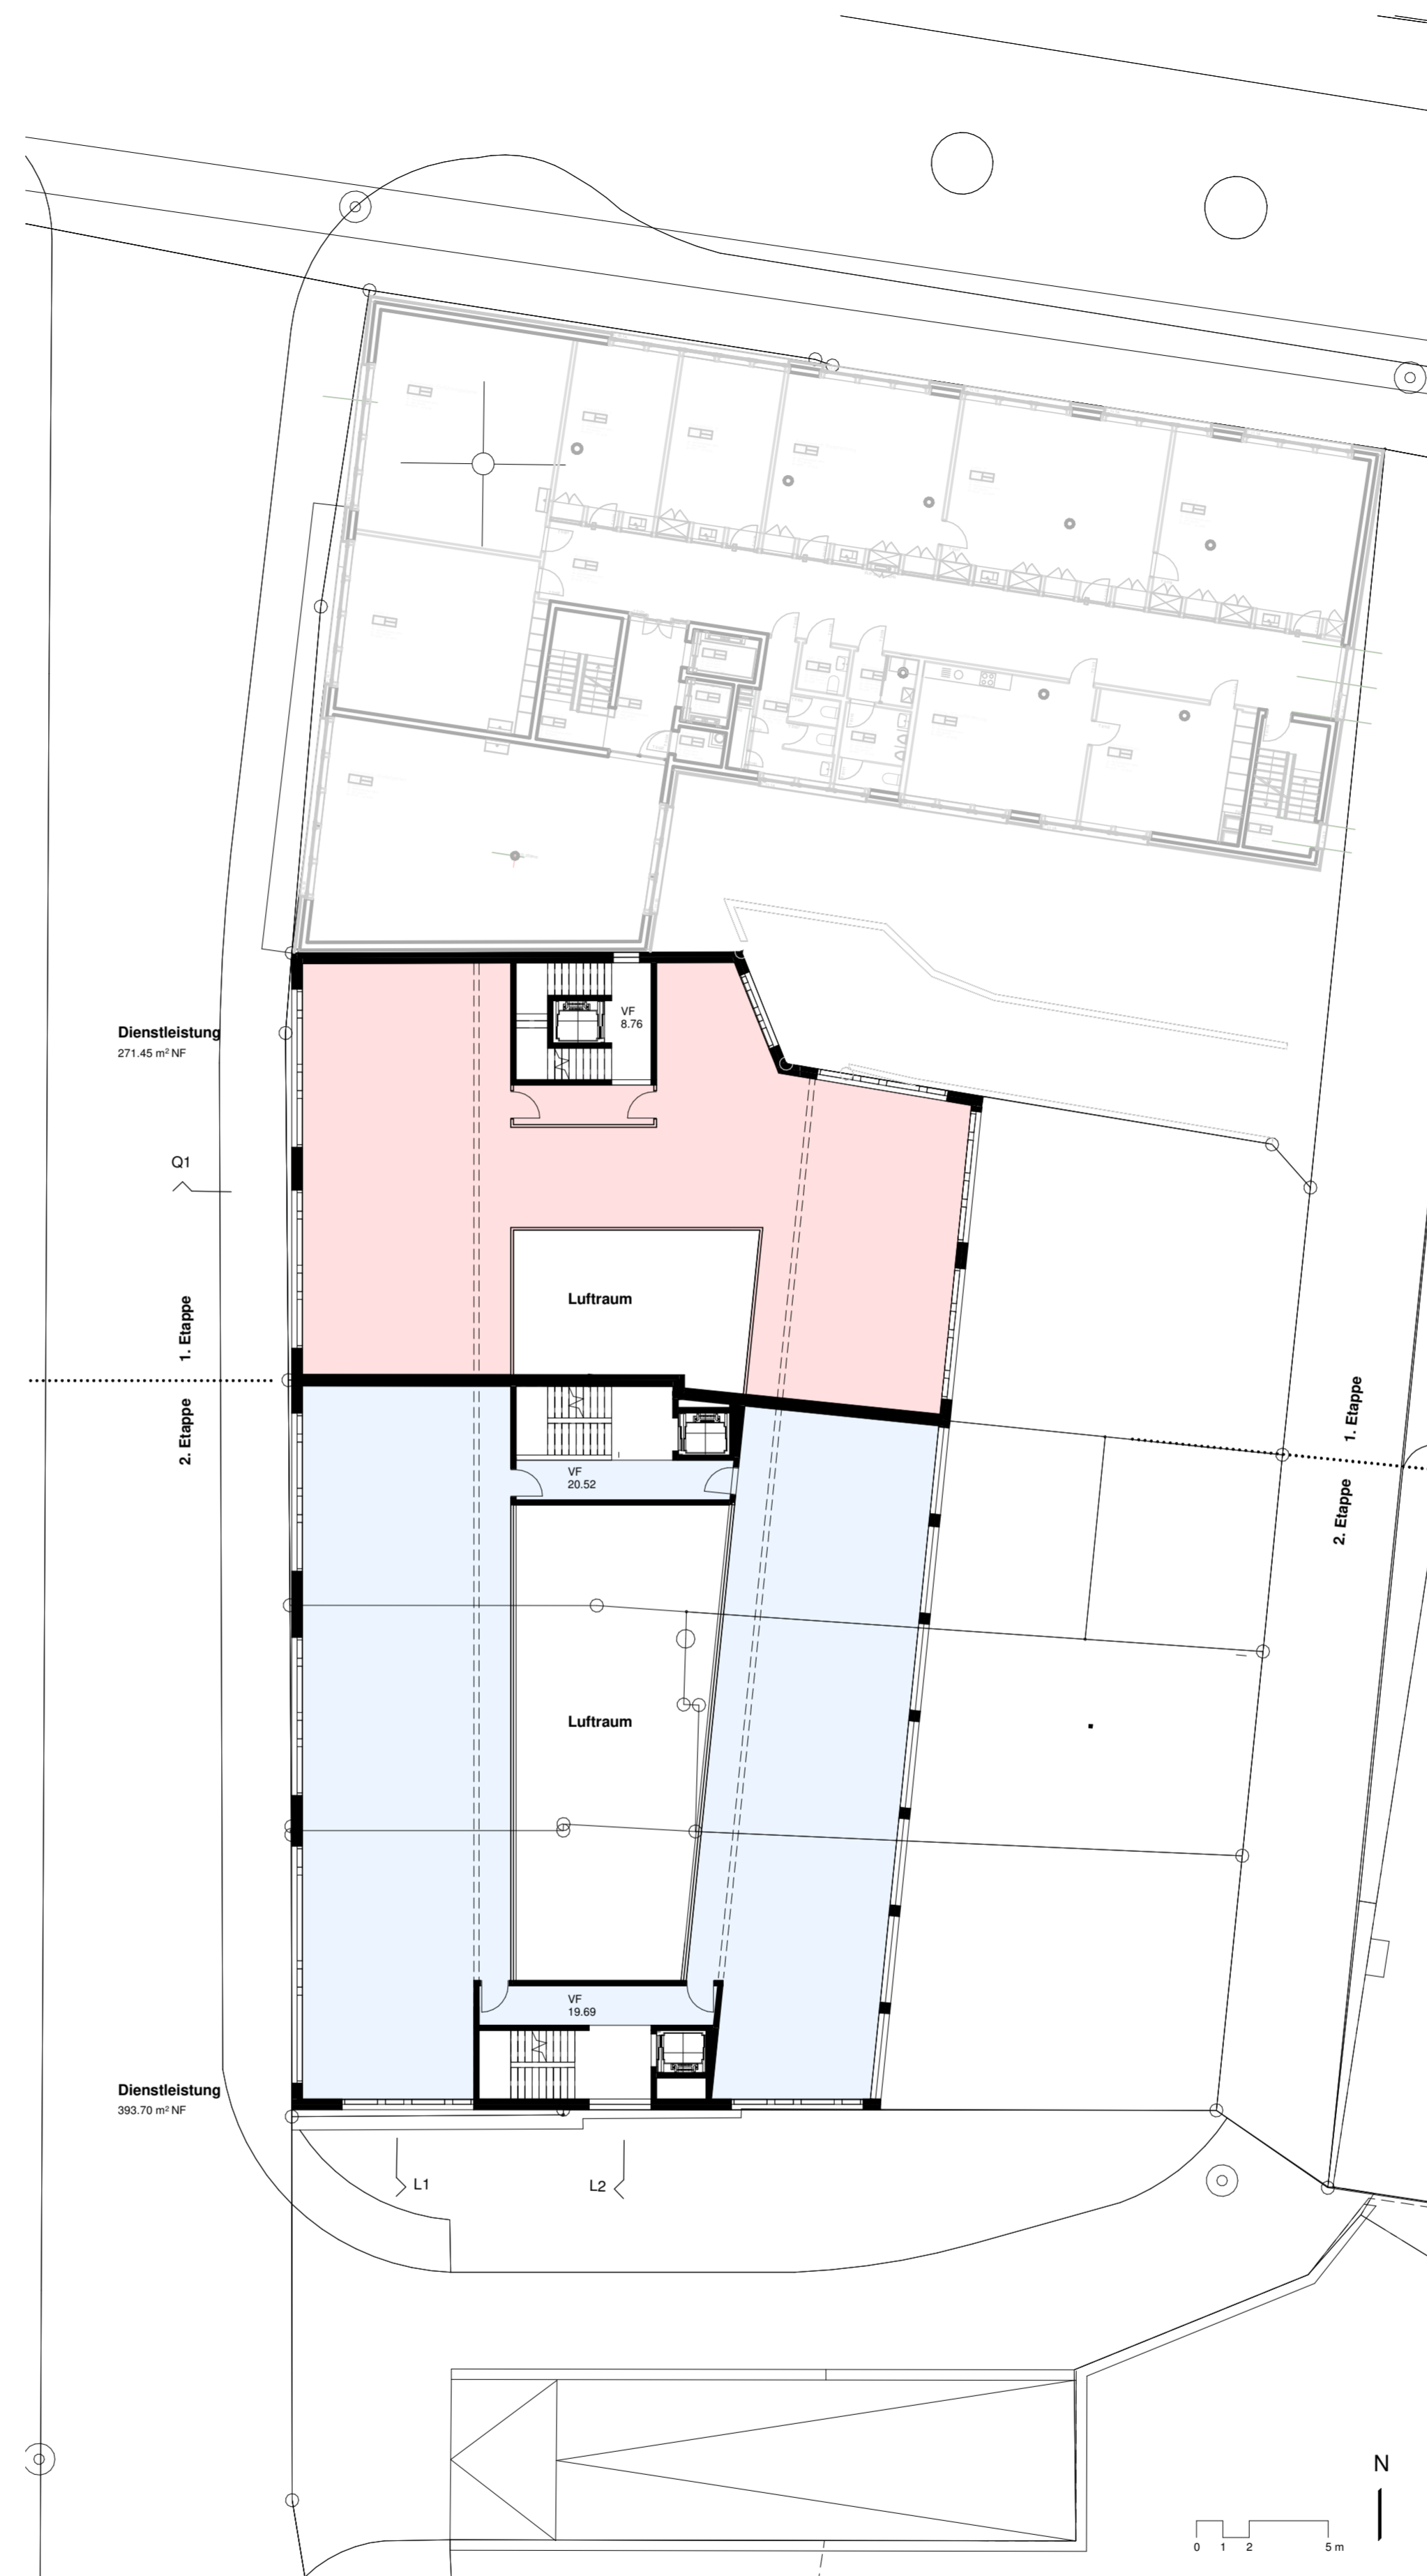 VF
8.76
Dienstleistung
271.45 m² NF
Q1
Luftraum
1. Etappe
2. Etappe
1. Etappe
2. Etappe
VF
20.52
Luftraum
VF
19.69
Dienstleistung
393.70 m² NF
L1
L2
N
0 1 2 5 m